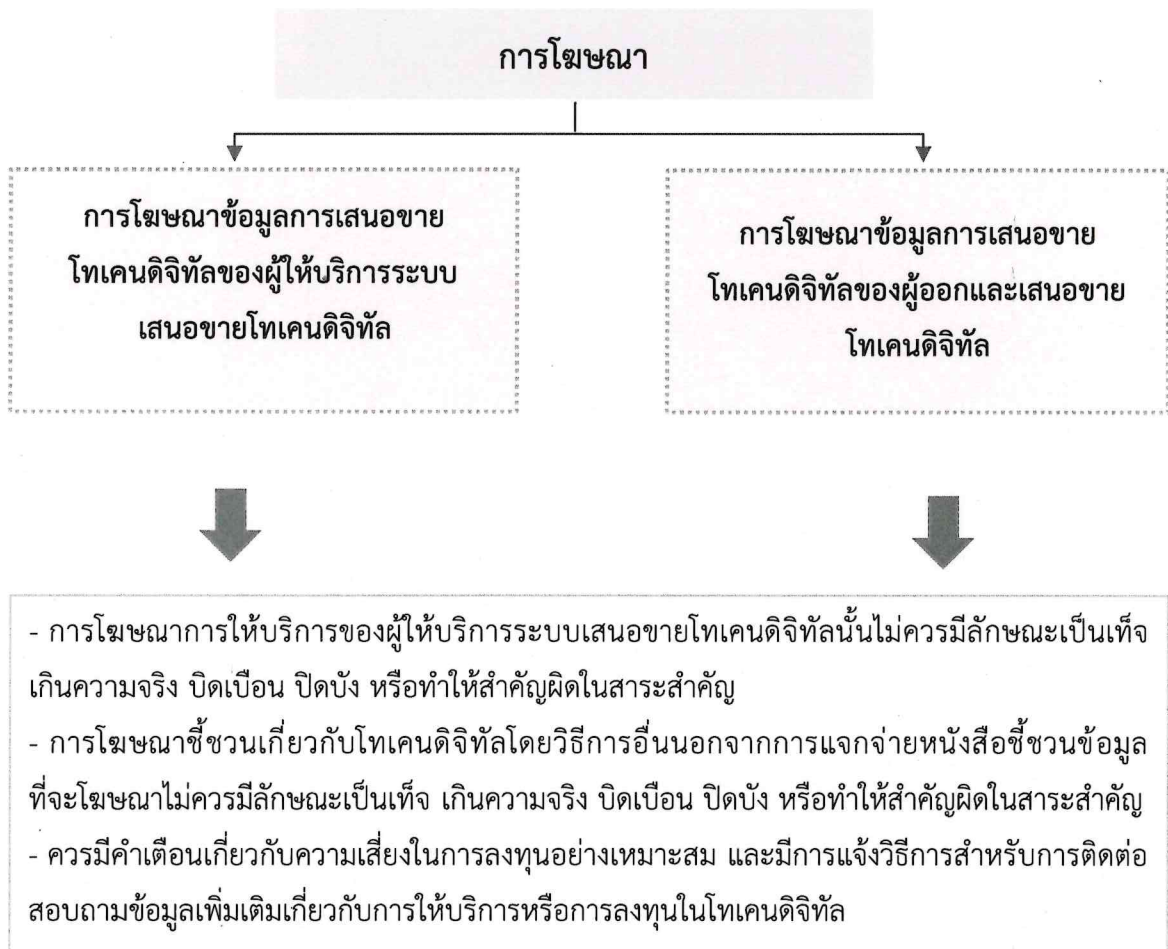 การโฆษณา
การโฆษณาข้อมูลการเสนอขาย
โทเคนดิจิทัลของผู้ให้บริการระบบ
เสนอขายโทเคนดิจิทัล
การโฆษณาข้อมูลการเสนอขาย
โทเคนดิจิทัลของผู้ออกและเสนอขาย
โทเคนดิจิทัล
- การโฆษณาการให้บริการของผู้ให้บริการระบบเสนอขายโทเคนดิจิทัลนั้นไม่ควรมีลักษณะเป็นเท็จ
เกินความจริง บิดเบือน ปิดบัง หรือทำให้สำคัญผิดในสาระสำคัญ
- การโฆษณาชี้ชวนเกี่ยวกับโทเคนดิจิทัลโดยวิธีการอื่นนอกจากการแจกจ่ายหนังสือชี้ชวนข้อมูล
ที่จะโฆษณาไม่ควรมีลักษณะเป็นเท็จ เกินความจริง บิดเบือน ปิดบัง หรือทำให้สำคัญผิดในสาระสำคัญ
- ควรมีคำเตือนเกี่ยวกับความเสี่ยงในการลงทุนอย่างเหมาะสม และมีการแจ้งวิธีการสำหรับการติดต่อ
สอบถามข้อมูลเพิ่มเติมเกี่ยวกับการให้บริการหรือการลงทุนในโทเคนดิจิทัล